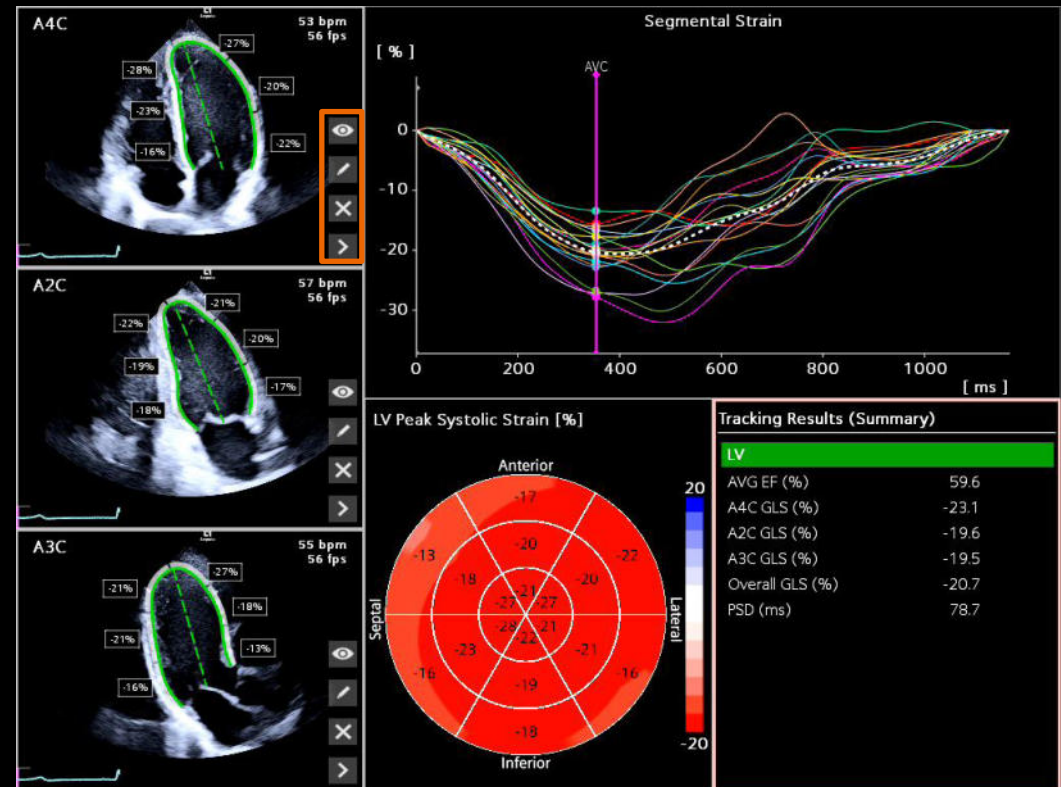 A4C
53 bpm
56 fps
-27%
-28%
-20%
-23%
-22%
-16%
A2C
57 bpm
56 fps
-21%
-22%
-20%
-19%
-17%
-18%
A3C
55 bpm
56 fps
-27%
-21%
-18%
-21%
-13%
-16%
Segmental Strain
[ % ]
AVC
0
-10
-20
-30
0 200 400 600 800 1000
[ ms ]
LV Peak Systolic Strain [%]
Anterior
20
-17
-13 -20 -22
-18 -20
-21
-27 -27
Septal Lateral
-28 -21
-22
-23 -21
-16 -19 -16
-18
-20
Inferior
Tracking Results (Summary)
LV
AVG EF (%) 59.6
A4C GLS (%) -23.1
A2C GLS (%) -19.6
A3C GLS (%) -19.5
Overall GLS (%) -20.7
PSD (ms) 78.7